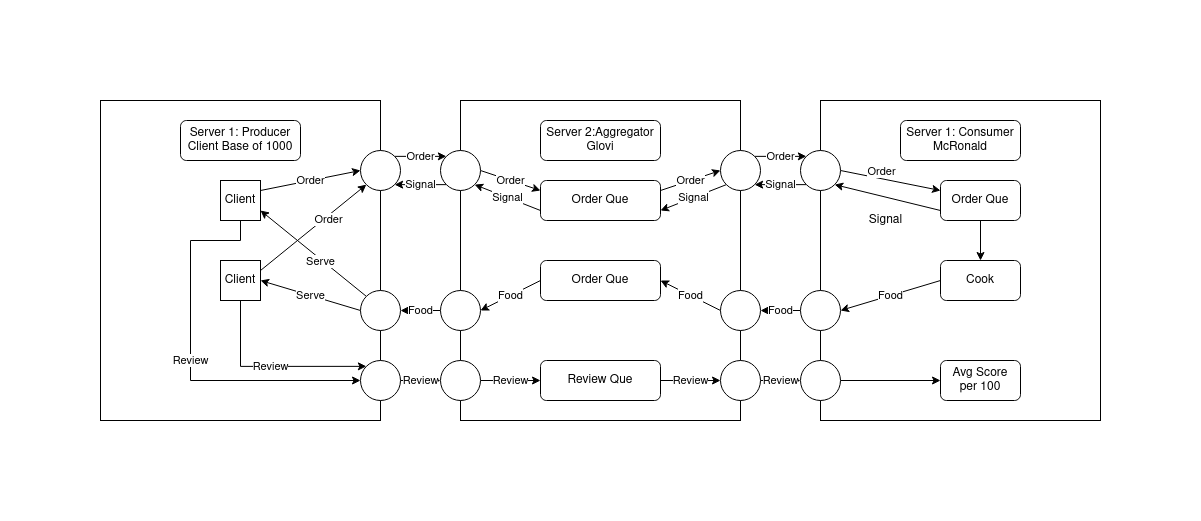 Server 1: Producer
Client Base of 1000
Server 2:Aggregator
Glovi
Server 1: Consumer
McRonald
Order
Order
Order
Signal
Signal
Client
Order
Order
Signal
Order Que
Order
Signal
Order
Signal
Order Que
Client
Order
Serve
Serve
Food
Food
Order Que
Food
Food
Cook
Food
Review
Review
Review
Review
Review Que
Review
Review
Avg Score
per 100